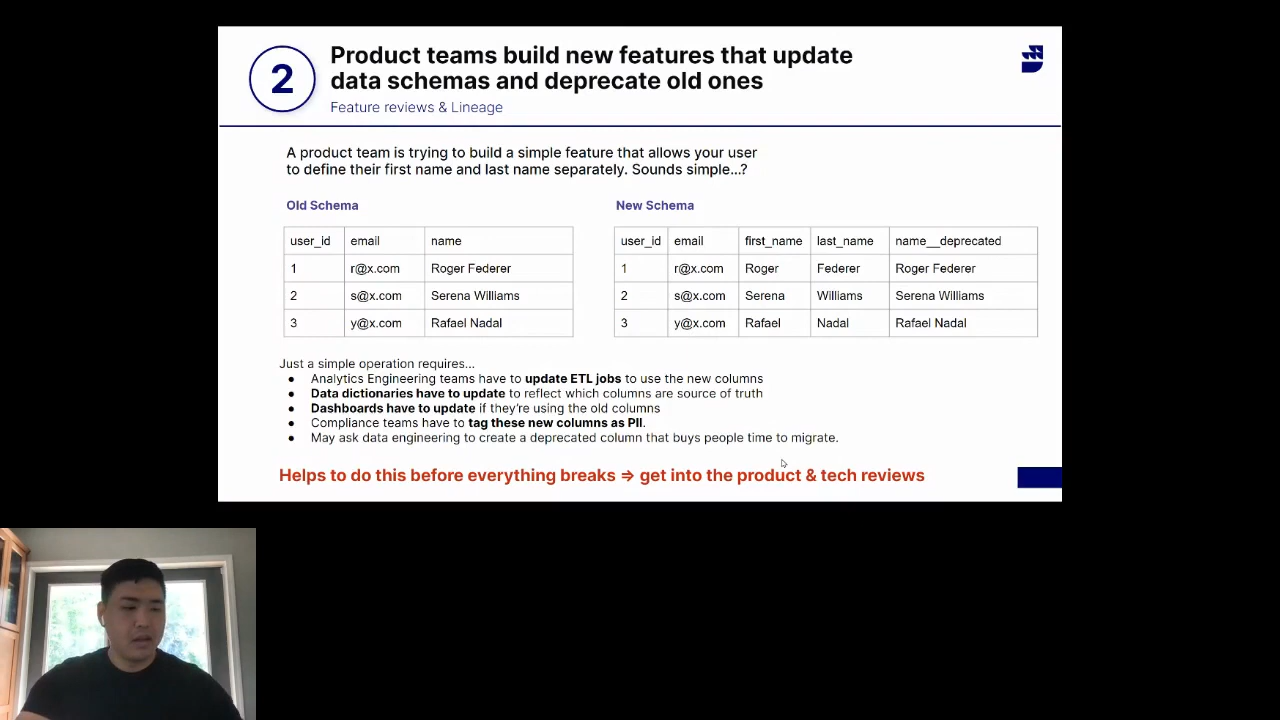 2
Product teams build new features that update
data schemas and deprecate old ones
Feature reviews & Lineage
A product team is trying to build a simple feature that allows your user
to define their first name and last name separately. Sounds simple...?
Old Schema
user_id email name
1 r@x.com Roger Federer
2 s@x.com Serena Williams
3 y@x.com Rafael Nadal
New Schema
user_id email first_name last_name name__deprecated
1 r@x.com Roger Federer Roger Federer
2 s@x.com Serena Williams Serena Williams
3 y@x.com Rafael Nadal Rafael Nadal
Just a simple operation requires...
● Analytics Engineering teams have to update ETL jobs to use the new columns
● Data dictionaries have to update to reflect which columns are source of truth
● Dashboards have to update if they're using the old columns
● Compliance teams have to tag these new columns as PII.
● May ask data engineering to create a deprecated column that buys people time to migrate.
Helps to do this before everything breaks ⇒ get into the product & tech reviews